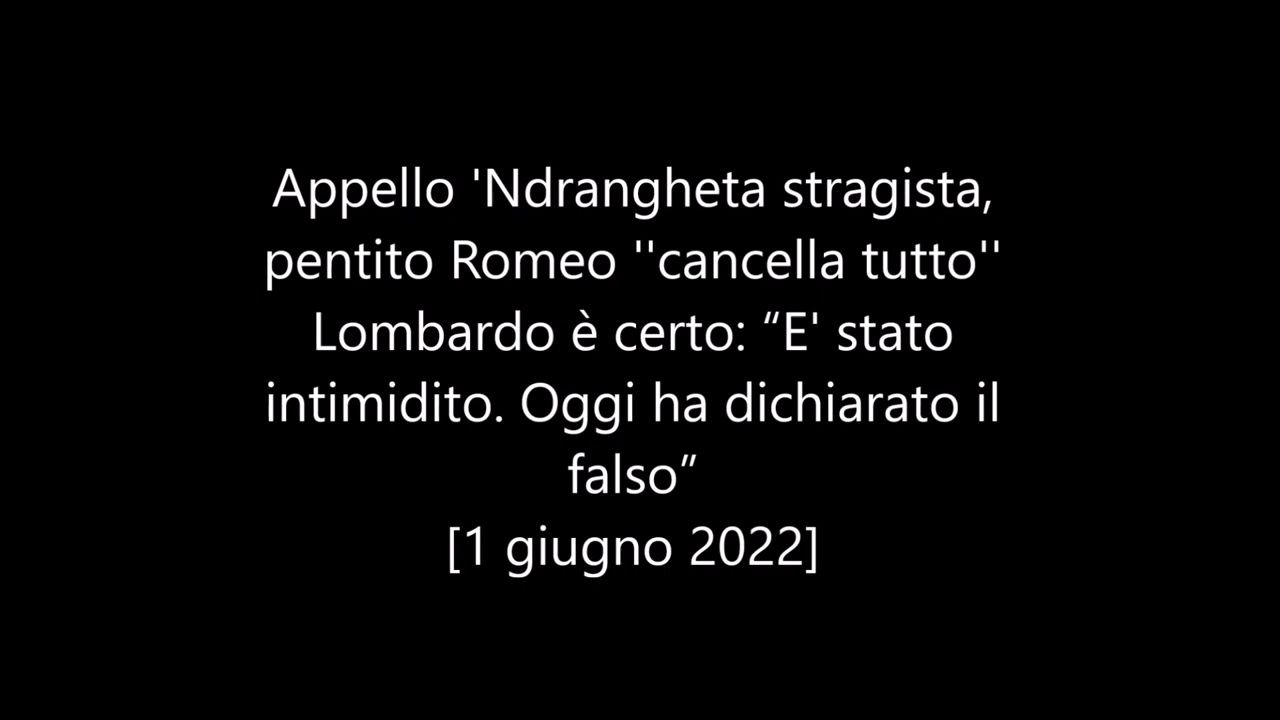 Appello 'Ndrangheta stragista,
pentito Romeo ''cancella tutto''
Lombardo è certo: “E' stato
intimidito. Oggi ha dichiarato il
falso”
[1 giugno 2022]